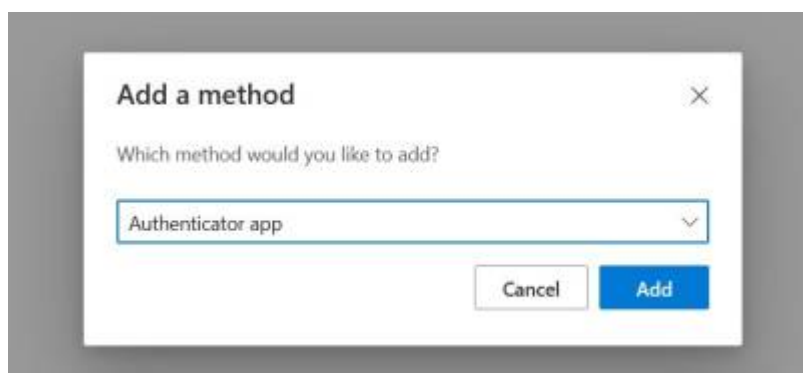 Add a method
Which method would you like to add?
Authenticator app
Cancel Add